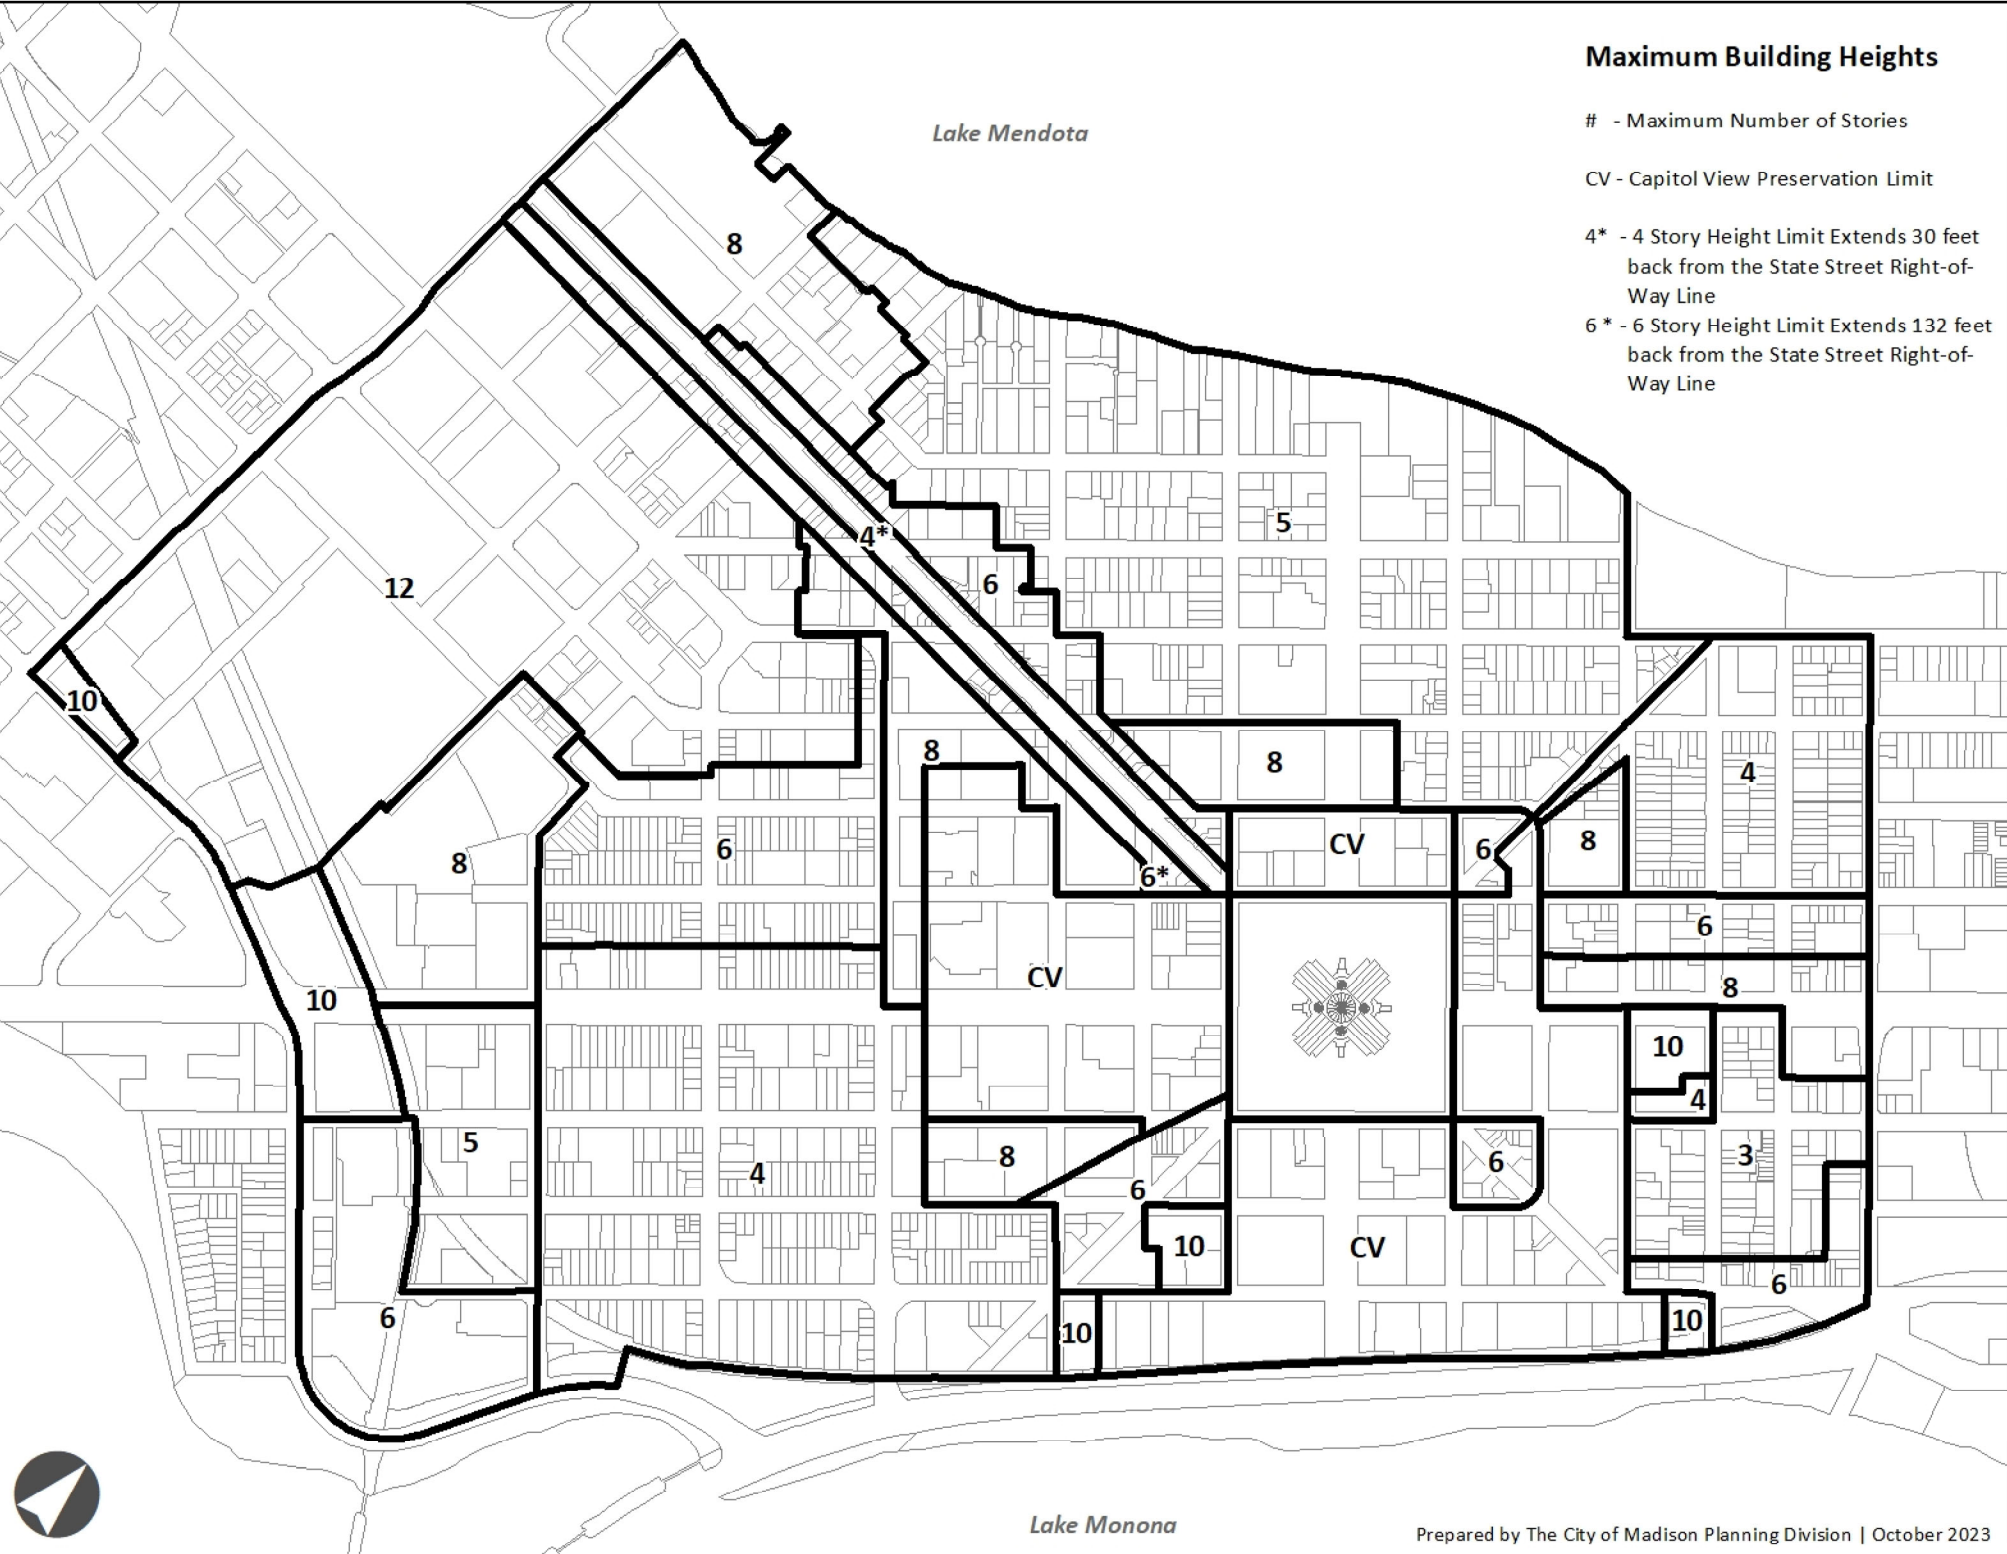 Maximum Building Heights
Lake Mendota
# - Maximum Number of Stories
CV - Capitol View Preservation Limit
4* - 4 Story Height Limit Extends 30 feet
back from the State Street Right-of-
Way Line
6 * - 6 Story Height Limit Extends 132 feet
back from the State Street Right-of-
Way Line
8
5
4*
6
12
10
8
8
4
CV
6
8
6
8
6*
6
CV
8
10
10
4
5
8
6
3
4
6
10
CV
6
6
10
10
Lake Monona
Prepared by The City of Madison Planning Division | October 2023